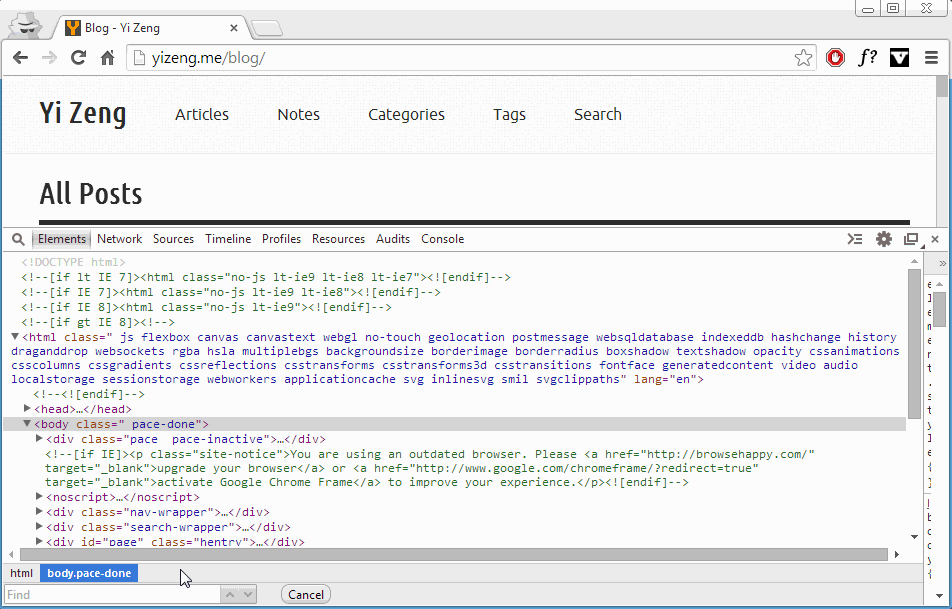 Blog - Yi Zeng
yizeng.me/blog/
f?
Yi Zeng Articles Notes Categories Tags Search
All Posts
Elements Network Sources Timeline Profiles Resources Audits Console
<!DOCTYPE html>
<!--[if lt IE 7]><html class="no-js lt-ie9 lt-ie8 lt-ie7"><![endif]-->
<!--[if IE 7]><html class="no-js lt-ie9 lt-ie8"><![endif]-->
<!--[if IE 8]><html class="no-js lt-ie9"><![endif]-->
<!--[if gt IE 8]><!-->
<html class=" js flexbox canvas canvastext webgl no-touch geolocation postmessage websqldatabase indexeddb hashchange history
draganddrop websockets rgba hsla multiplebgs backgroundsize borderimage borderradius boxshadow textshadow opacity cssanimations
csscolumns cssgradients cssreflections csstransforms csstransforms3d csstransitions fontface generatedcontent video audio
localstorage sessionstorage webworkers applicationcache svg inlinesvg smil svgclippaths" lang="en">
<!--<![endif]-->
<head>…</head>
<body class=" pace-done">
<div class="pace  pace-inactive">…</div>
<!--[if IE]><p class="site-notice">You are using an outdated browser. Please <a href="http://browsehappy.com/"
target="_blank">upgrade your browser</a> or <a href="http://www.google.com/chromeframe/?redirect=true"
target="_blank">activate Google Chrome Frame</a> to improve your experience.</p><![endif]-->
<noscript>…</noscript>
<div class="nav-wrapper">…</div>
<div class="search-wrapper">…</div>
<div id="page" class="hentry">…</div>
html body.pace-done
Find Cancel